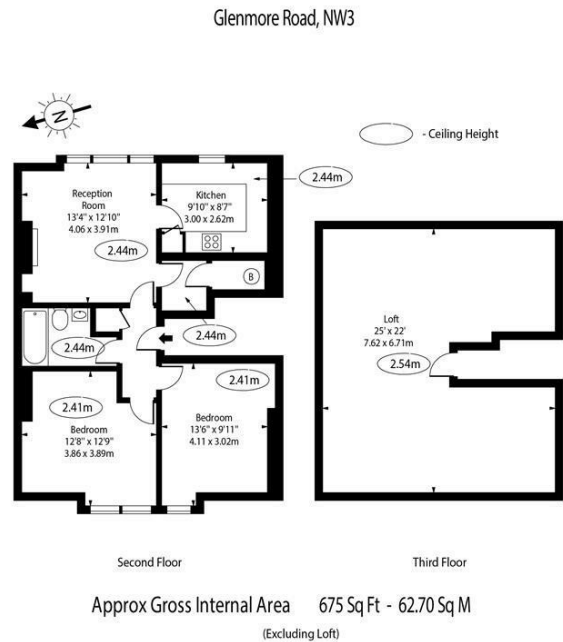 Glenmore Road, NW3
N
- Ceiling Height
Reception
Room
13'4" x 12'10"
4.06 x 3.91m
2.44m
Kitchen
9'10" x 8'7"
3.00 x 2.62m
2.44m
B
2.44m
2.44m
2.41m
Bedroom
12'8" x 12'9"
3.86 x 3.89m
2.41m
Bedroom
13'6" x 9'11"
4.11 x 3.02m
Loft
25' x 22'
7.62 x 6.71m
2.54m
Second Floor
Third Floor
Approx Gross Internal Area 675 Sq Ft - 62.70 Sq M
(Excluding Loft)